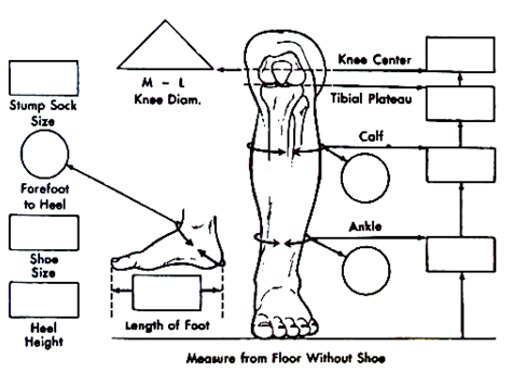 Knee Center
M - L
Knee Diam.
Tibial Plateau
Stump Sock
Size
Calf
Forefoot
to Heel
Ankle
Shoe
Size
Length of Foot
Heel
Height
Measure from Floor Without Shoe